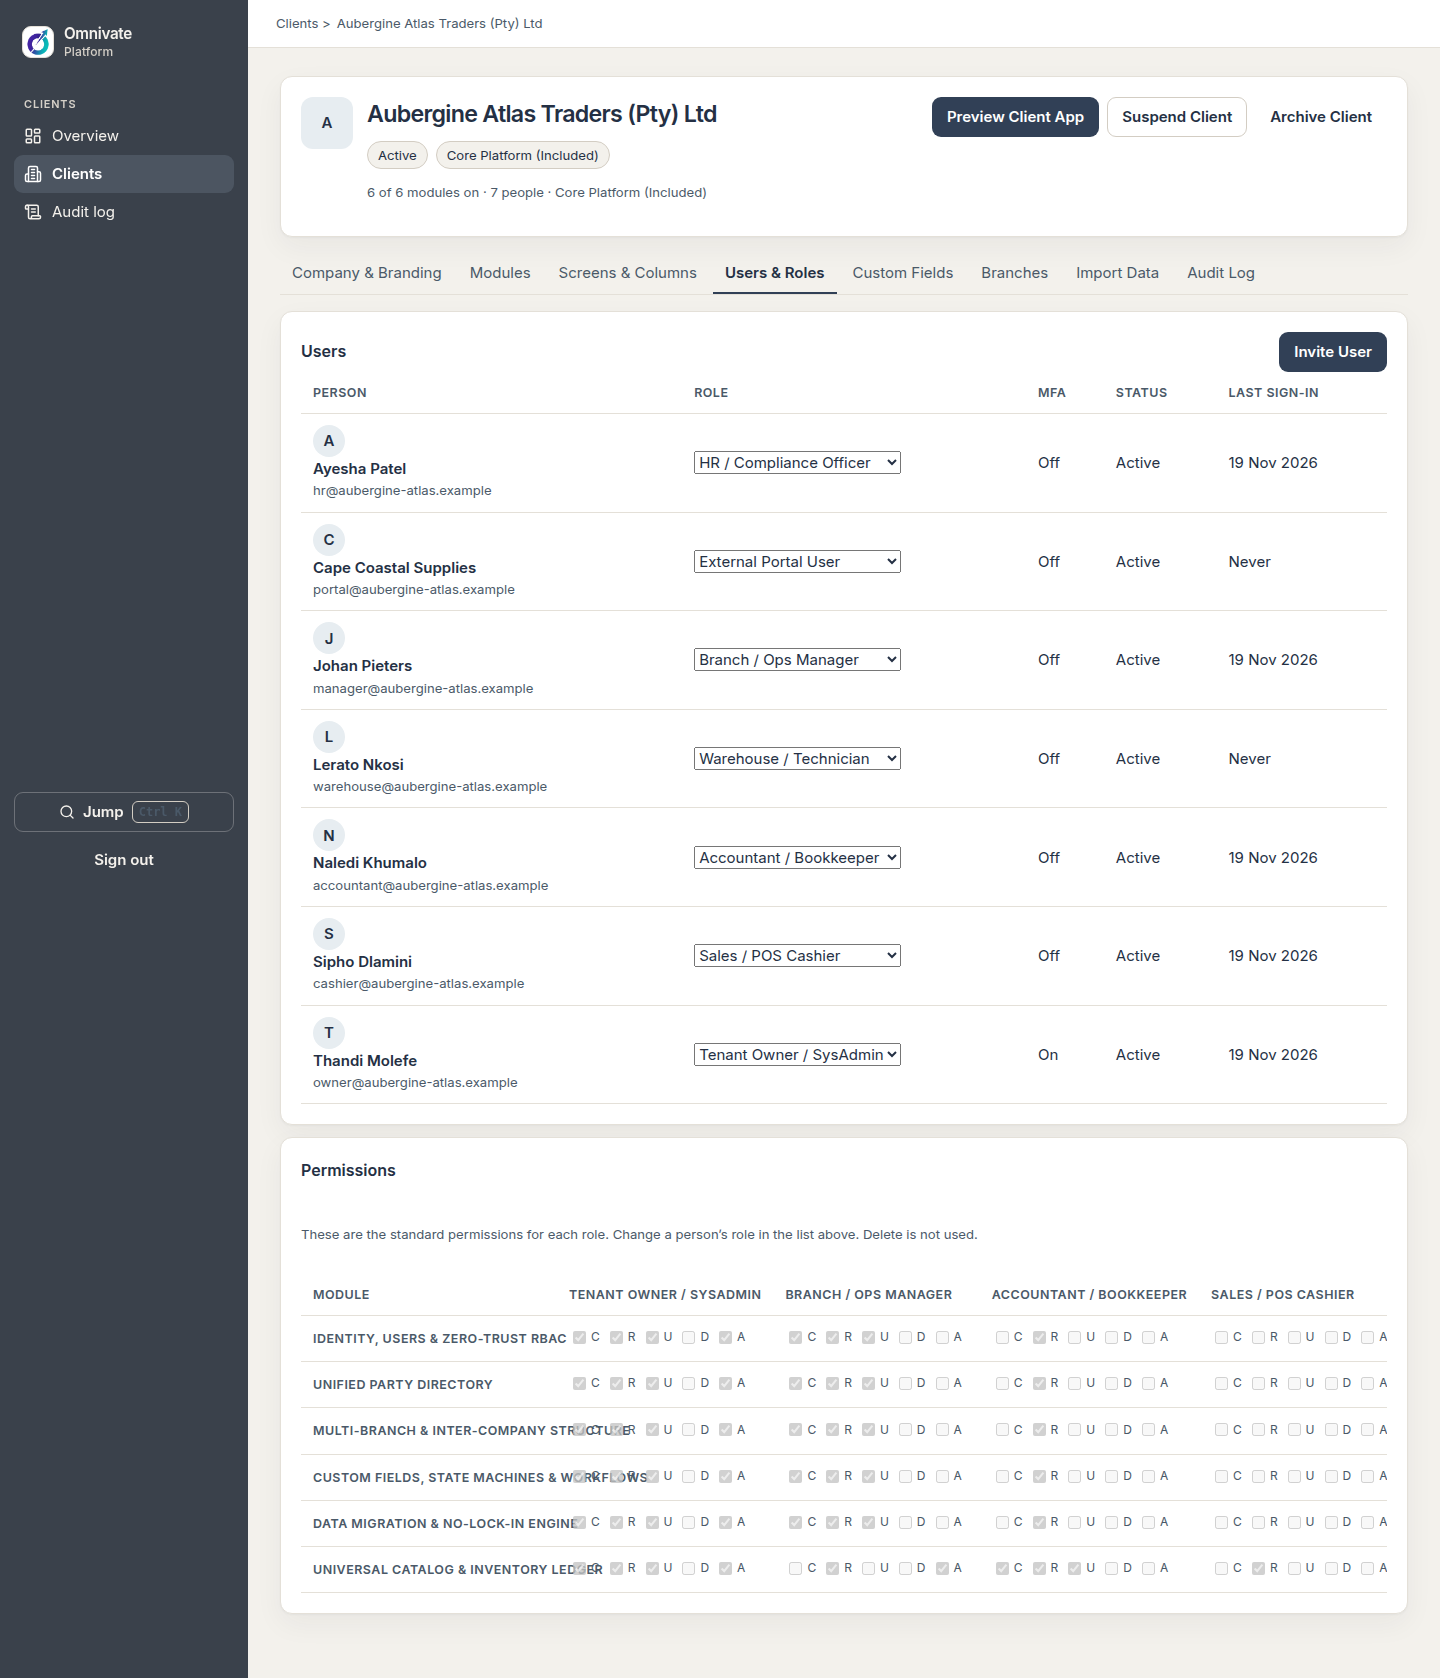 Omnivate
Platform
CLIENTS
Overview
Clients
Audit log
Jump Ctrl K
Sign out
Clients > Aubergine Atlas Traders (Pty) Ltd
A
Aubergine Atlas Traders (Pty) Ltd
Active Core Platform (Included)
6 of 6 modules on · 7 people · Core Platform (Included)
Preview Client App Suspend Client Archive Client
Company & Branding Modules Screens & Columns Users & Roles Custom Fields Branches Import Data Audit Log
Users
Invite User
PERSON ROLE MFA STATUS LAST SIGN-IN
A
Ayesha Patel
hr@aubergine-atlas.example
HR / Compliance Officer Off Active 19 Nov 2026
C
Cape Coastal Supplies
portal@aubergine-atlas.example
External Portal User Off Active Never
J
Johan Pieters
manager@aubergine-atlas.example
Branch / Ops Manager Off Active 19 Nov 2026
L
Lerato Nkosi
warehouse@aubergine-atlas.example
Warehouse / Technician Off Active Never
N
Naledi Khumalo
accountant@aubergine-atlas.example
Accountant / Bookkeeper Off Active 19 Nov 2026
S
Sipho Dlamini
cashier@aubergine-atlas.example
Sales / POS Cashier Off Active 19 Nov 2026
T
Thandi Molefe
owner@aubergine-atlas.example
Tenant Owner / SysAdmin On Active 19 Nov 2026
Permissions
These are the standard permissions for each role. Change a person’s role in the list above. Delete is not used.
MODULE TENANT OWNER / SYSADMIN BRANCH / OPS MANAGER ACCOUNTANT / BOOKKEEPER SALES / POS CASHIER
IDENTITY, USERS & ZERO-TRUST RBAC C R U D A C R U D A C R U D A C R U D A
UNIFIED PARTY DIRECTORY C R U D A C R U D A C R U D A C R U D A
MULTI-BRANCH & INTER-COMPANY STRUCTURE C R U D A C R U D A C R U D A C R U D A
CUSTOM FIELDS, STATE MACHINES & WORKFLOWS C R U D A C R U D A C R U D A C R U D A
DATA MIGRATION & NO-LOCK-IN ENGINE C R U D A C R U D A C R U D A C R U D A
UNIVERSAL CATALOG & INVENTORY LEDGER C R U D A C R U D A C R U D A C R U D A